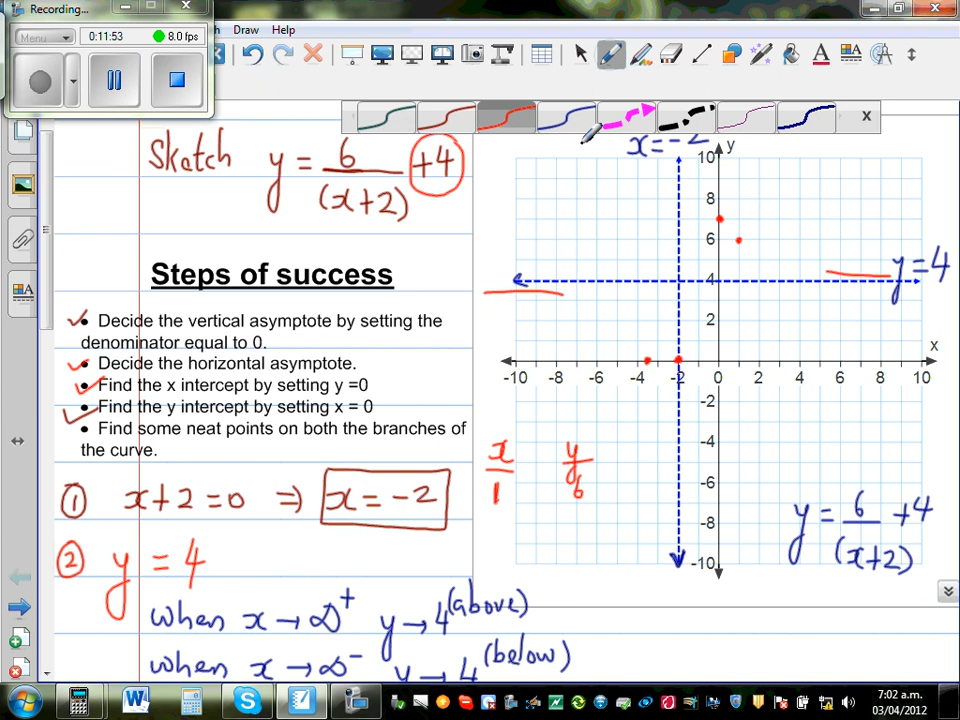 Recording...
Menu
0:11:53
8.0 fps
Draw Help
Sketch y = 6/(x+2) +4
Steps of success
• Decide the vertical asymptote by setting the
denominator equal to 0.
• Decide the horizontal asymptote.
• Find the x intercept by setting y =0
• Find the y intercept by setting x = 0
• Find some neat points on both the branches of
the curve.
① x+2=0 ⇒ x=-2
② y = 4
when x→∞⁺ y→4 (above)
when x→∞⁻ y→4 (below)
x=-2
y
10
8
6
4
2
y=4
x
-10 -8 -6 -4 -2 0 2 4 6 8 10
-2
-4
-6
-8
-10
x y
1 6
y = 6/(x+2) +4
7:02 a.m.
03/04/2012